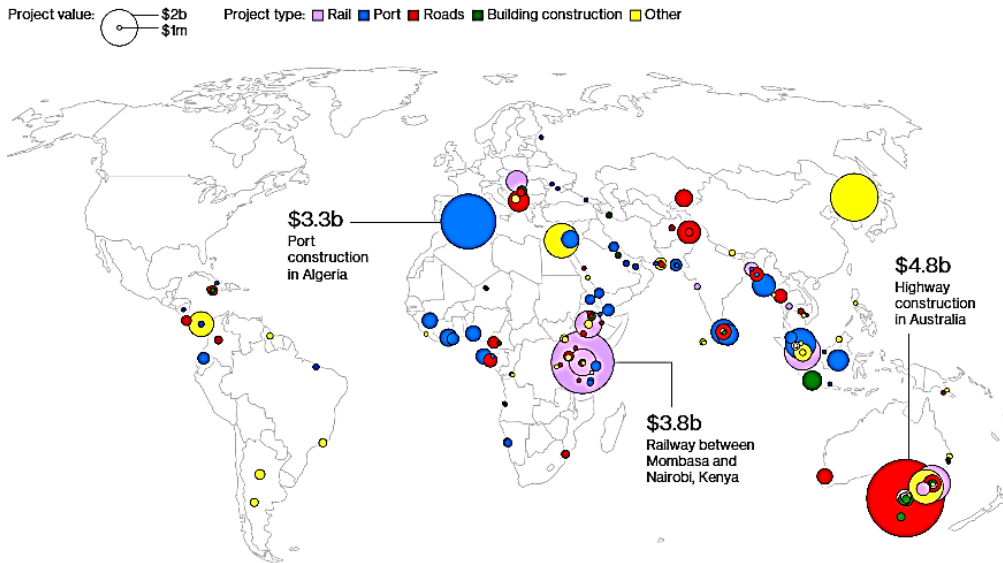 Project value:
$2b
$1m
Project type: Rail Port Roads Building construction Other
$3.3b
Port
construction
in Algeria
$4.8b
Highway
construction
in Australia
$3.8b
Railway between
Mombasa and
Nairobi, Kenya